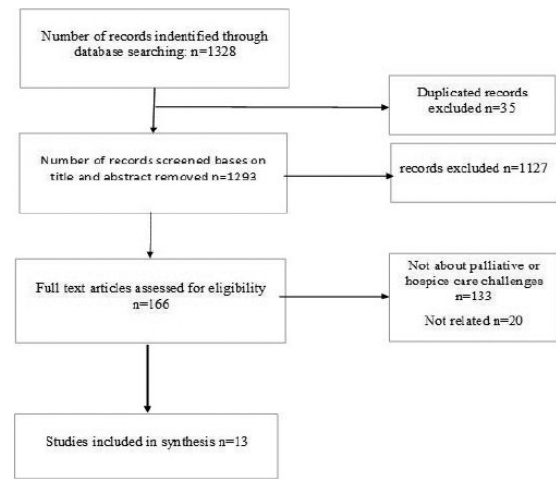 Number of records indentified through
database searching: n=1328
Duplicated records
excluded n=35
Number of records screened bases on
title and abstract removed n=1293
records excluded n=1127
Full text articles assessed for eligibility
n=166
Not about palliative or
hospice care challenges
n=133
Not related n=20
Studies included in synthesis n=13